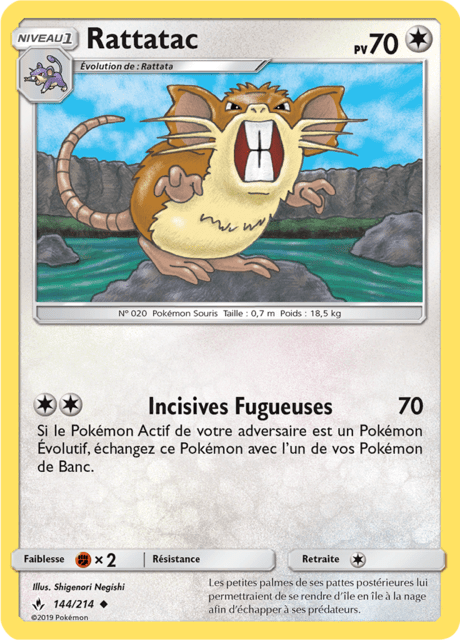 NIVEAU 1
Rattatac
PV 70
Évolution de : Rattata
N° 020 Pokémon Souris Taille : 0,7 m Poids : 18,5 kg
Incisives Fugueuses 70
Si le Pokémon Actif de votre adversaire est un Pokémon
Évolutif, échangez ce Pokémon avec l'un de vos Pokémon
de Banc.
Faiblesse × 2 Résistance Retraite
Illus. Shigenori Negishi
144/214
©2019 Pokémon
Les petites palmes de ses pattes postérieures lui
permettraient de se rendre d'île en île à la nage
afin d'échapper à ses prédateurs.